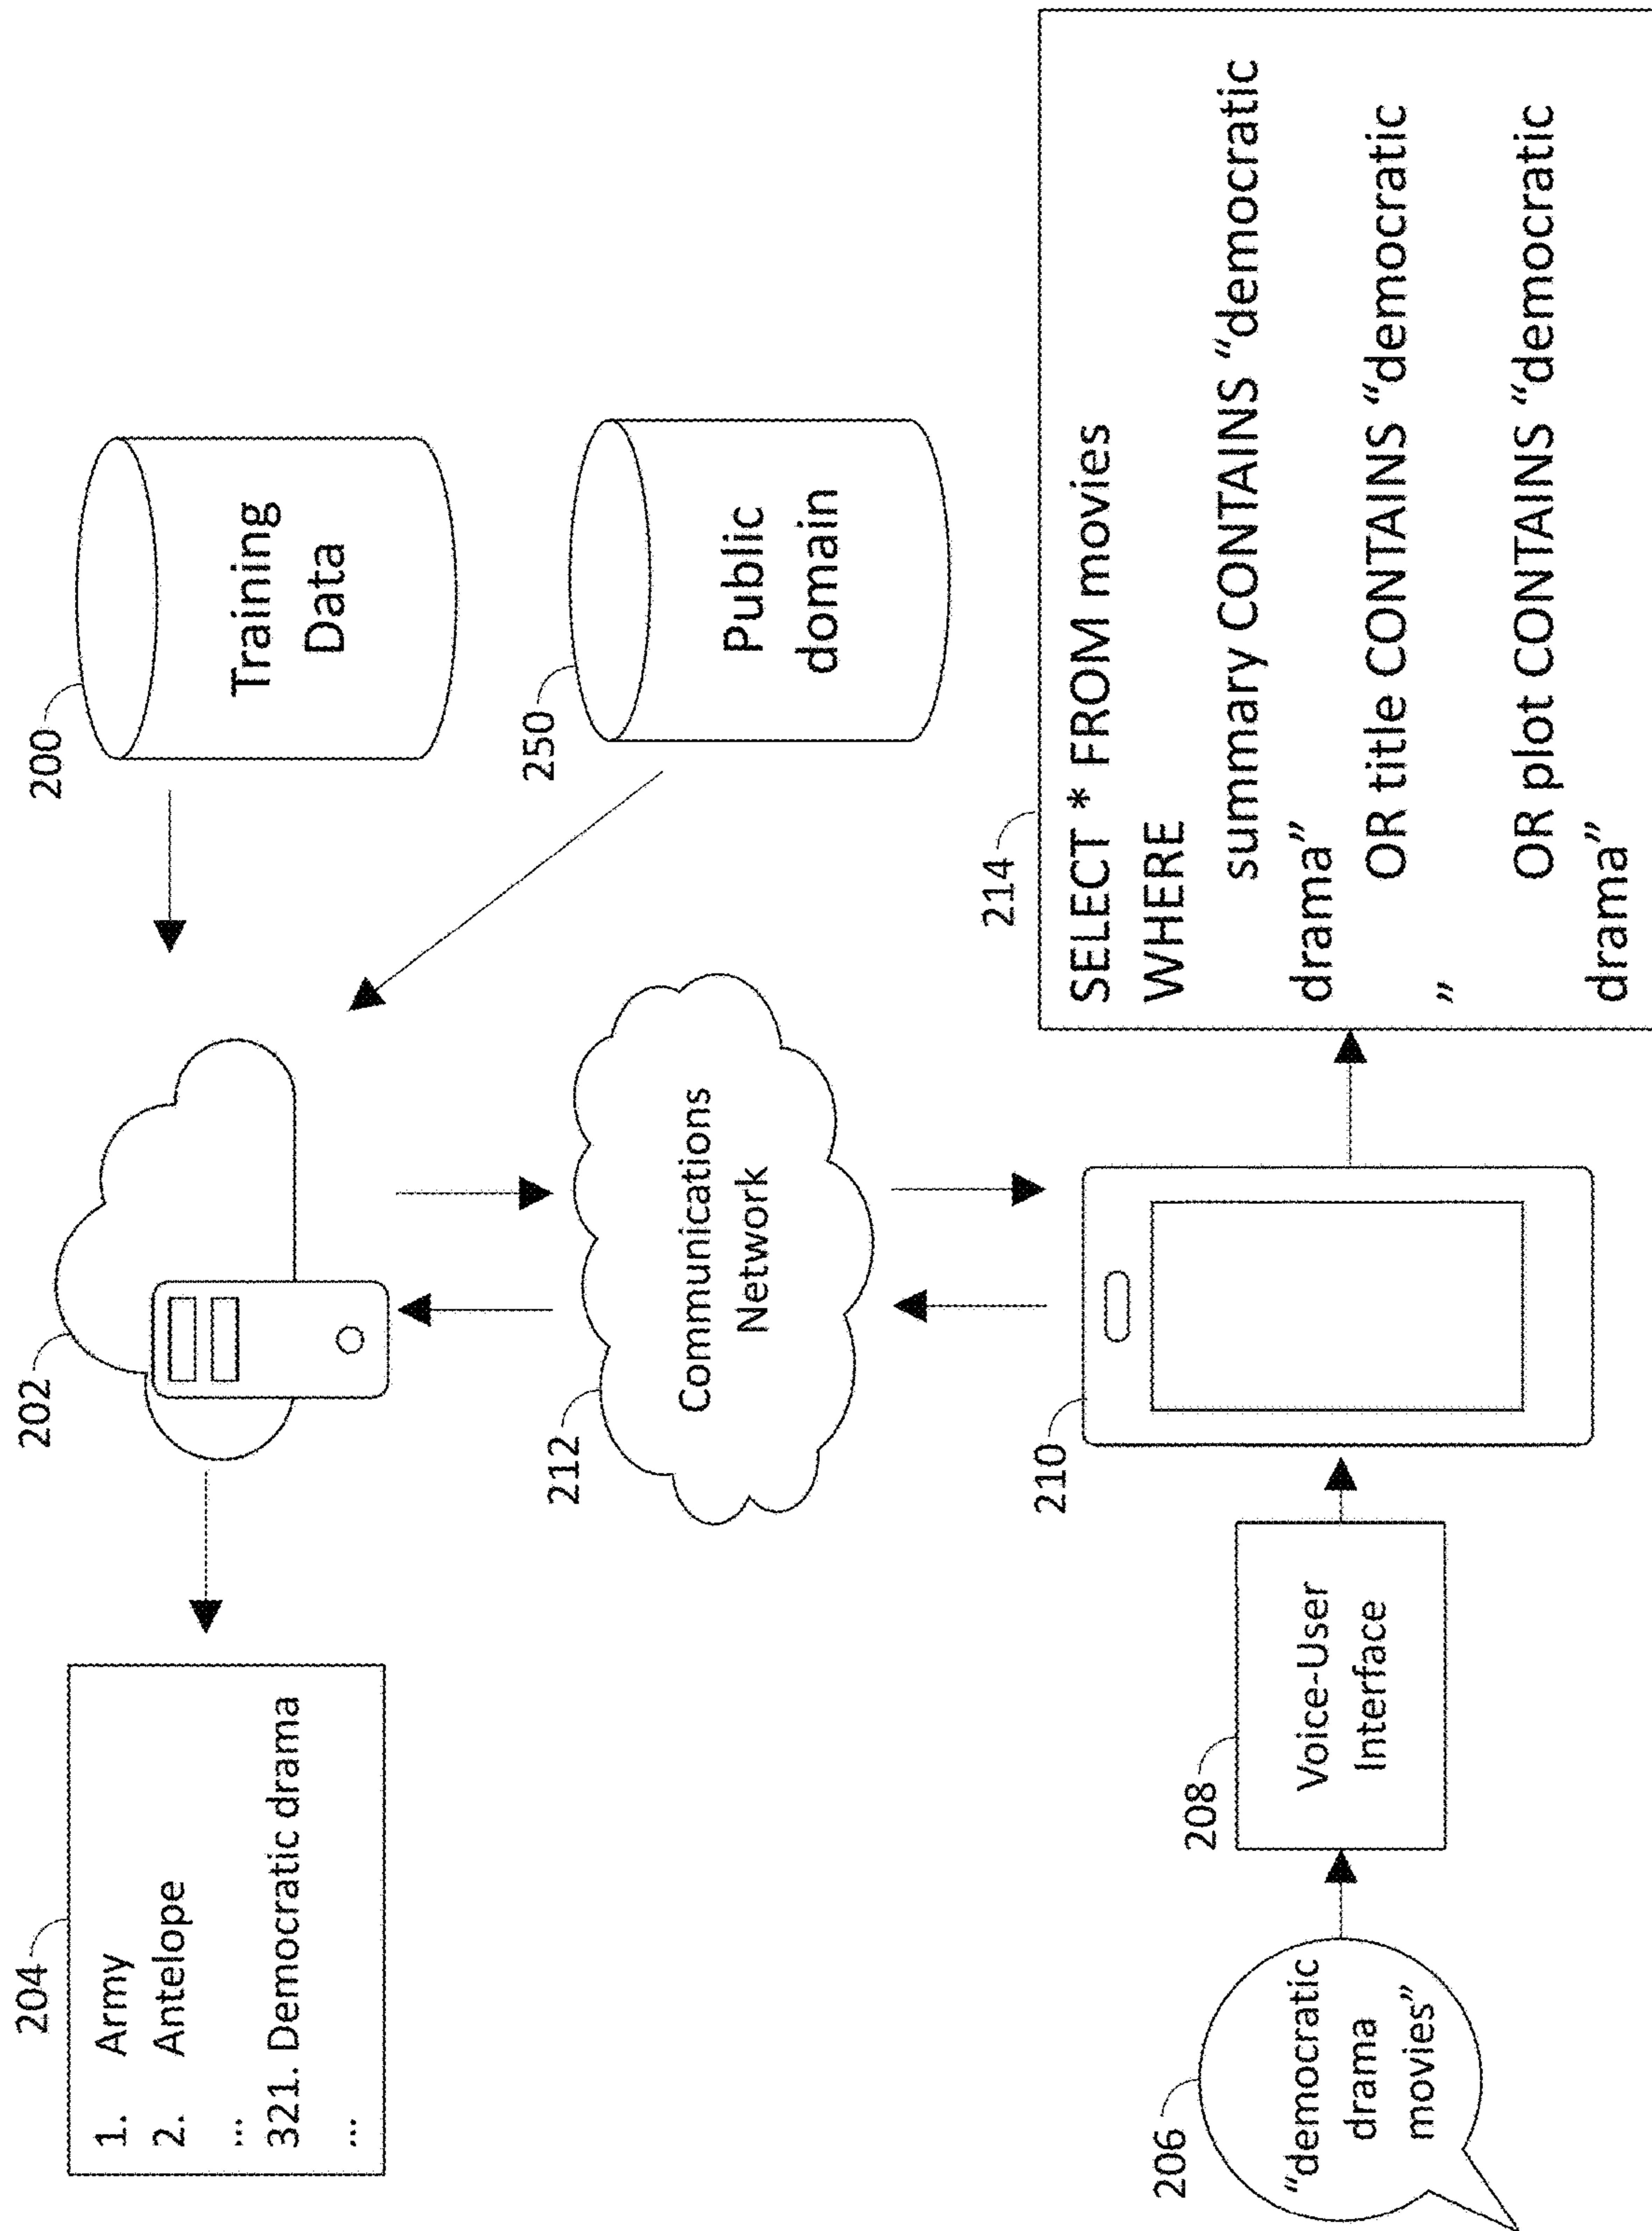 204
1. Army
2. Antelope
...
321. Democratic drama
...
202
200
Training
Data
212
Communications
Network
250
Public
domain
206
“democratic
drama
movies”
208
Voice-User
Interface
210
214
SELECT * FROM movies
WHERE
summary CONTAINS “democratic
drama”
OR title CONTAINS “democratic
”
OR plot CONTAINS “democratic
drama”